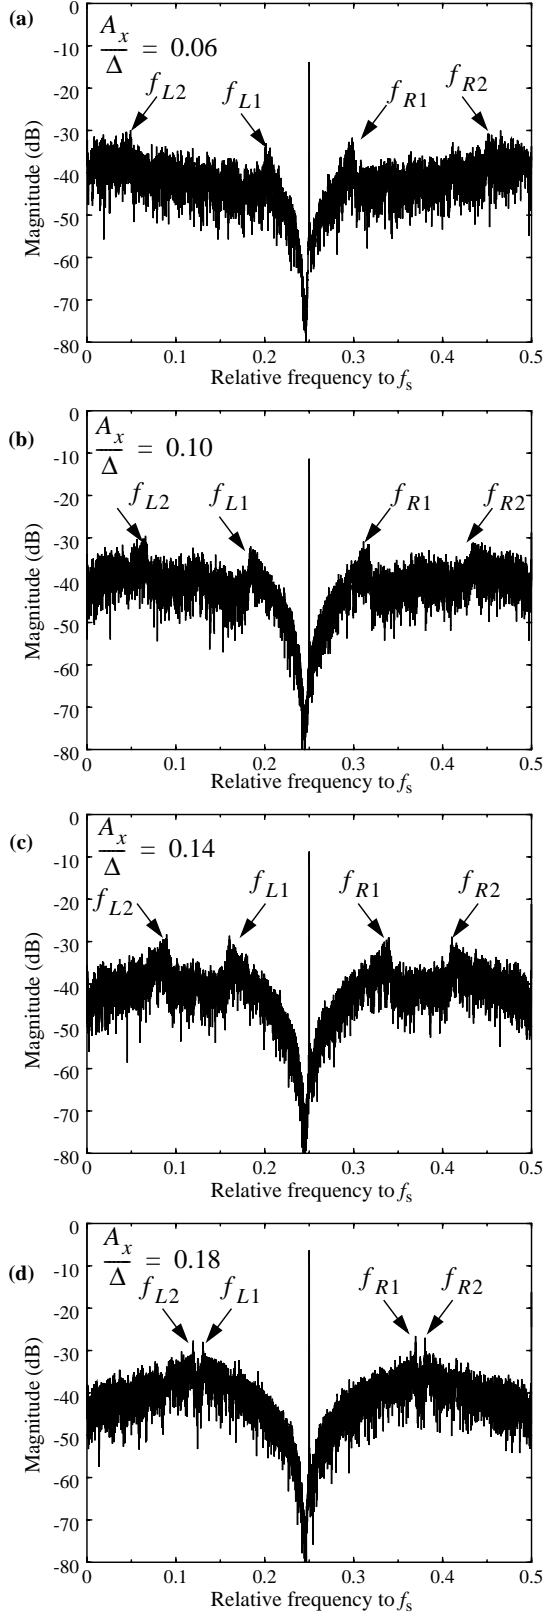 (a)
A_x/Δ = 0.06
f_L2 f_L1 f_R1 f_R2
Magnitude (dB)
0
-10
-20
-30
-40
-50
-60
-70
-80
0 0.1 0.2 0.3 0.4 0.5
Relative frequency to f_s
(b)
A_x/Δ = 0.10
f_L2 f_L1 f_R1 f_R2
Magnitude (dB)
0
-10
-20
-30
-40
-50
-60
-70
-80
0 0.1 0.2 0.3 0.4 0.5
Relative frequency to f_s
(c)
A_x/Δ = 0.14
f_L2 f_L1 f_R1 f_R2
Magnitude (dB)
0
-10
-20
-30
-40
-50
-60
-70
-80
0 0.1 0.2 0.3 0.4 0.5
Relative frequency to f_s
(d)
A_x/Δ = 0.18
f_L2 f_L1 f_R1 f_R2
Magnitude (dB)
0
-10
-20
-30
-40
-50
-60
-70
-80
0 0.1 0.2 0.3 0.4 0.5
Relative frequency to f_s